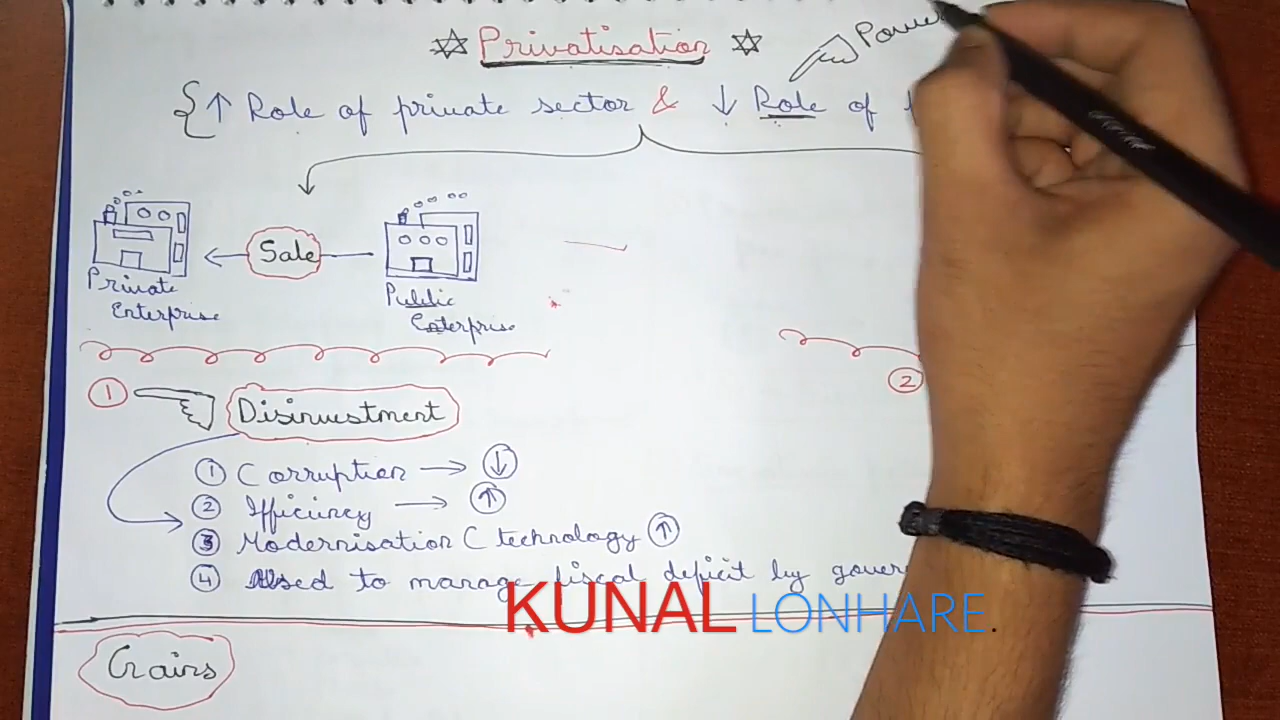 Privatisation
Power
{ ↑ Role of private sector & ↓ Role of
Sale
Private
Enterprise
Public
Enterprise
① Disinvestment
②
① Corruption → ↓
② Efficiency → ↑
③ Modernisation C technology ↑
④ Used to manage fiscal deficit by gover
KUNAL LONHARE.